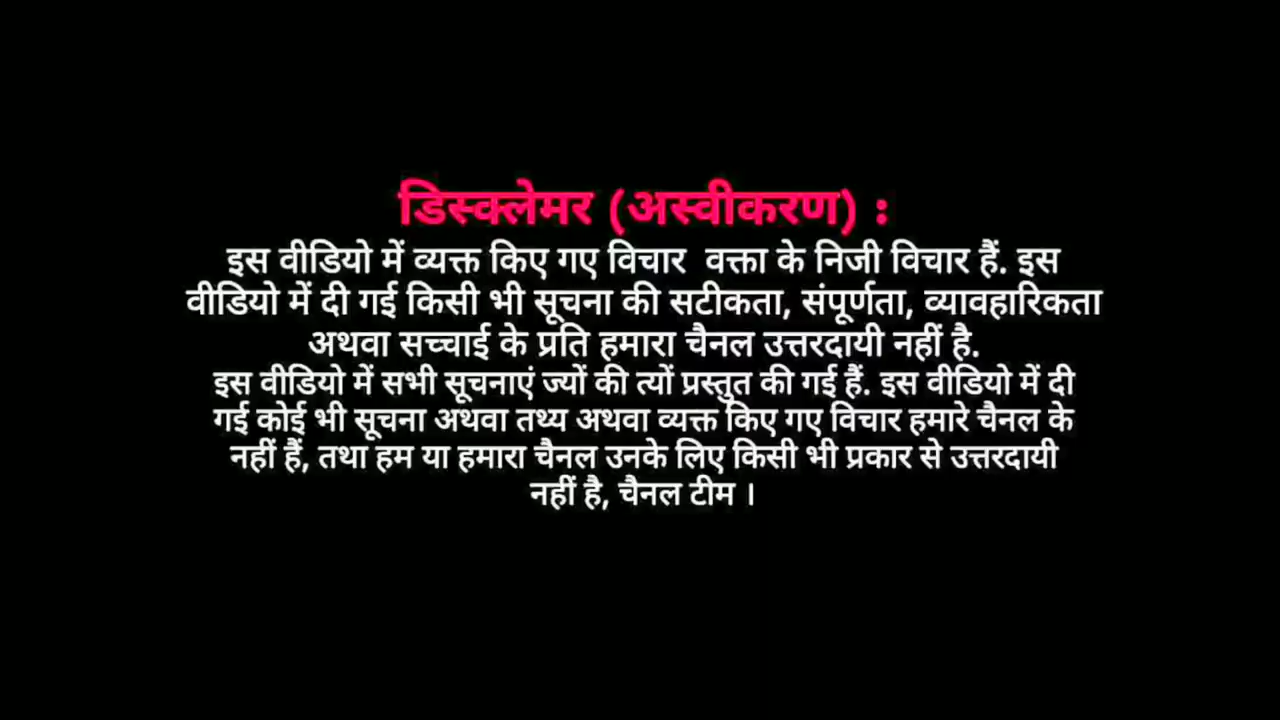 डिस्क्लेमर (अस्वीकरण) :
इस वीडियो में व्यक्त किए गए विचार वक्ता के निजी विचार हैं. इस
वीडियो में दी गई किसी भी सूचना की सटीकता, संपूर्णता, व्यावहारिकता
अथवा सच्चाई के प्रति हमारा चैनल उत्तरदायी नहीं है.
इस वीडियो में सभी सूचनाएं ज्यों की त्यों प्रस्तुत की गई हैं. इस वीडियो में दी
गई कोई भी सूचना अथवा तथ्य अथवा व्यक्त किए गए विचार हमारे चैनल के
नहीं हैं, तथा हम या हमारा चैनल उनके लिए किसी भी प्रकार से उत्तरदायी
नहीं है, चैनल टीम ।